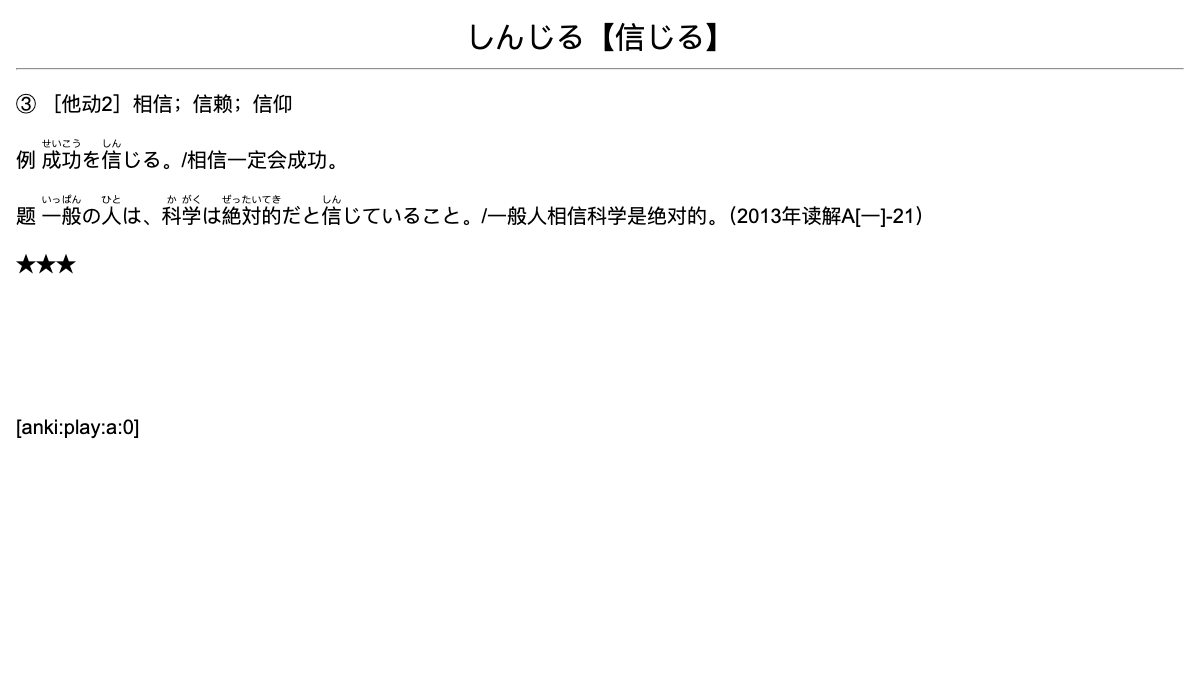 しんじる【信じる】
③ ［他动2］相信；信赖；信仰
せいこう しん
例 成功を信じる。/相信一定会成功。
いっぱん ひと か がく ぜったいてき しん
题 一般の人は、科学は絶対的だと信じていること。/一般人相信科学是绝对的。（2013年读解A[一]-21）
★★★
[anki:play:a:0]